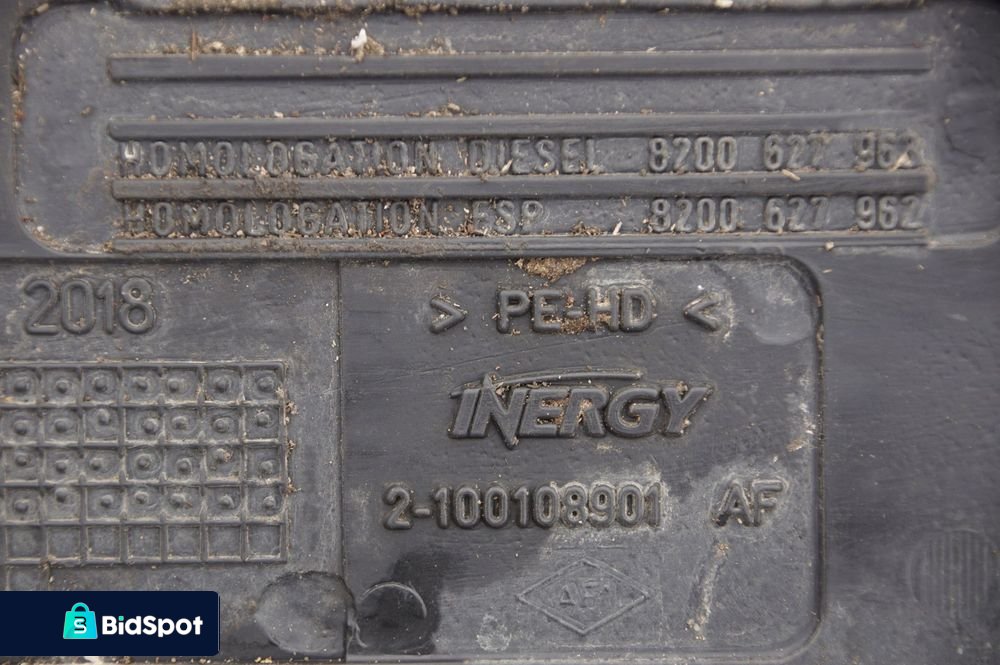 HOMOLOGATION DIESEL 8200 627 963
HOMOLOGATION ESP 8200 627 962
2018
> PE-HD <
INERGY
2-100108901 AF
BidSpot